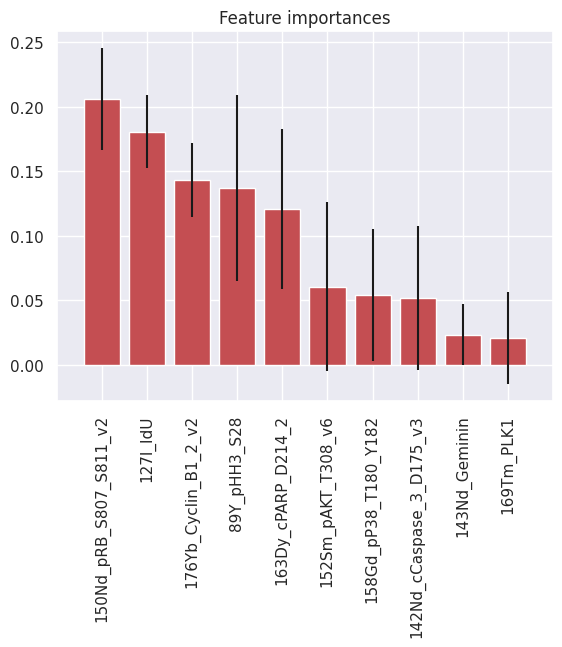 Feature importances
0.25
0.20
0.15
0.10
0.05
0.00
150Nd_pRB_S807_S811_v2
127I_IdU
176Yb_Cyclin_B1_2_v2
89Y_pHH3_S28
163Dy_cPARP_D214_2
152Sm_pAKT_T308_v6
158Gd_pP38_T180_Y182
142Nd_cCaspase_3_D175_v3
143Nd_Geminin
169Tm_PLK1